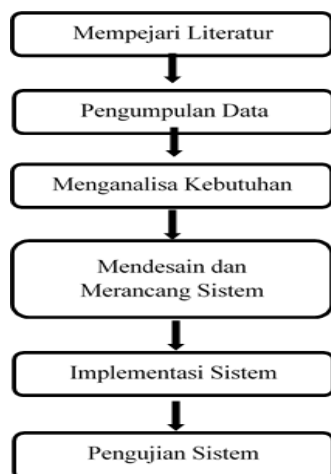 Mempejari Literatur
Pengumpulan Data
Menganalisa Kebutuhan
Mendesain dan
Merancang Sistem
Implementasi Sistem
Pengujian Sistem